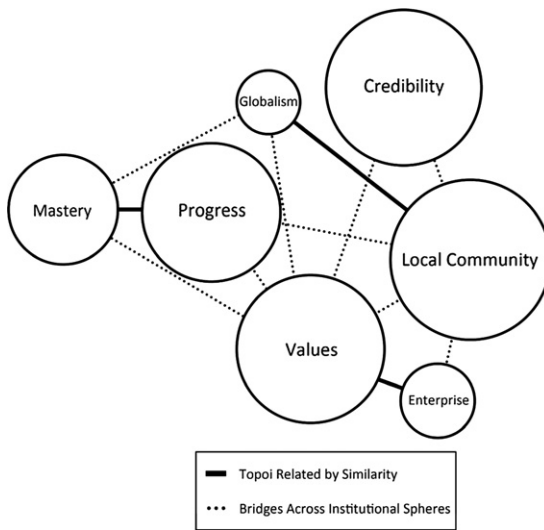 Credibility
Globalism
Mastery
Progress
Local Community
Values
Enterprise
Topoi Related by Similarity
Bridges Across Institutional Spheres